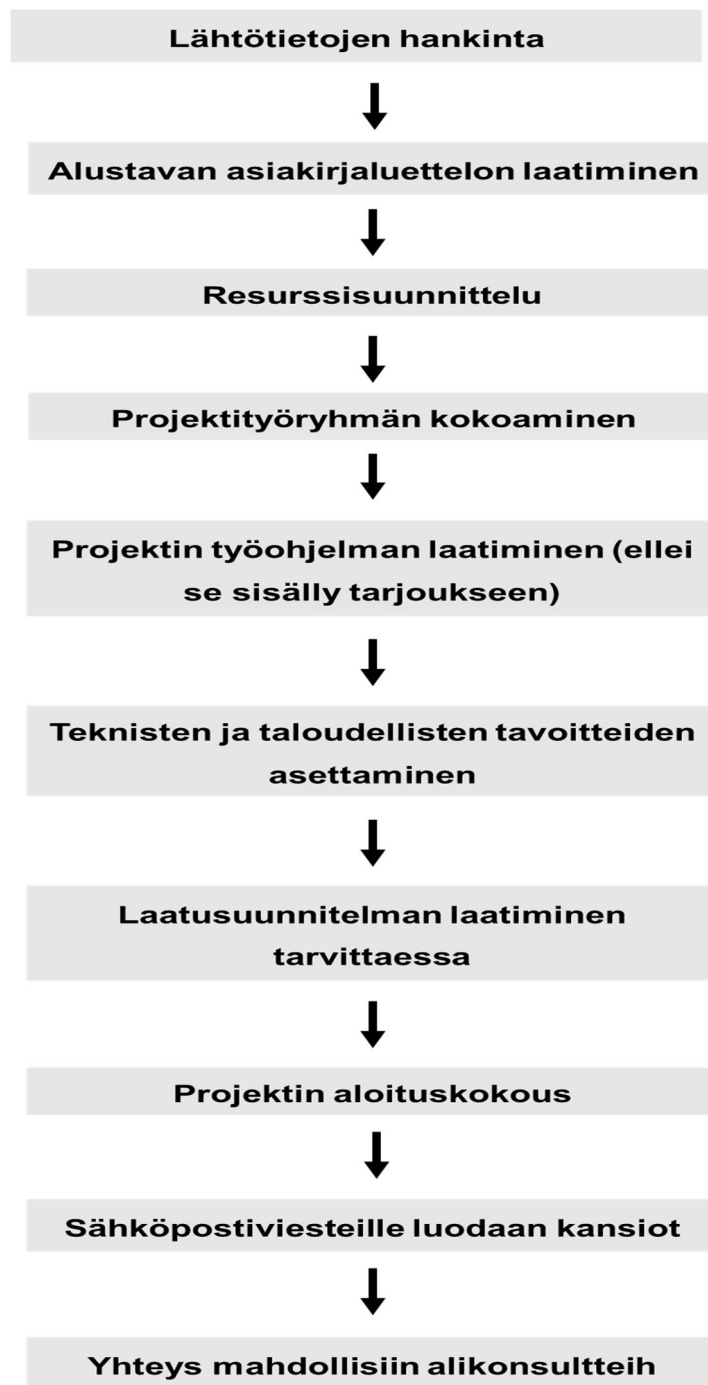 Lähtötietojen hankinta
Alustavan asiakirjaluettelon laatiminen
Resurssisuunnittelu
Projektityöryhmän kokoaminen
Projektin työohjelman laatiminen (ellei
se sisälly tarjoukseen)
Teknisten ja taloudellisten tavoitteiden
asettaminen
Laatusuunnitelman laatiminen
tarvittaessa
Projektin aloituskokous
Sähköpostiviesteille luodaan kansiot
Yhteys mahdollisiin alikonsultteih